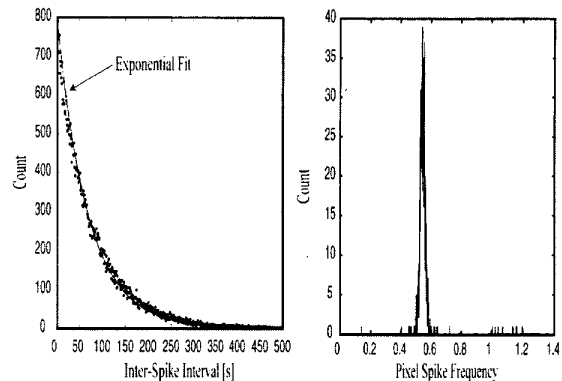 800
700
600
500
400
300
200
100
0
Count
Exponential Fit
0 50 100 150 200 250 300 350 400 450 500
Inter-Spike Interval [s]
40
35
30
25
20
15
10
5
0
Count
0 0.2 0.4 0.6 0.8 1 1.2 1.4
Pixel Spike Frequency